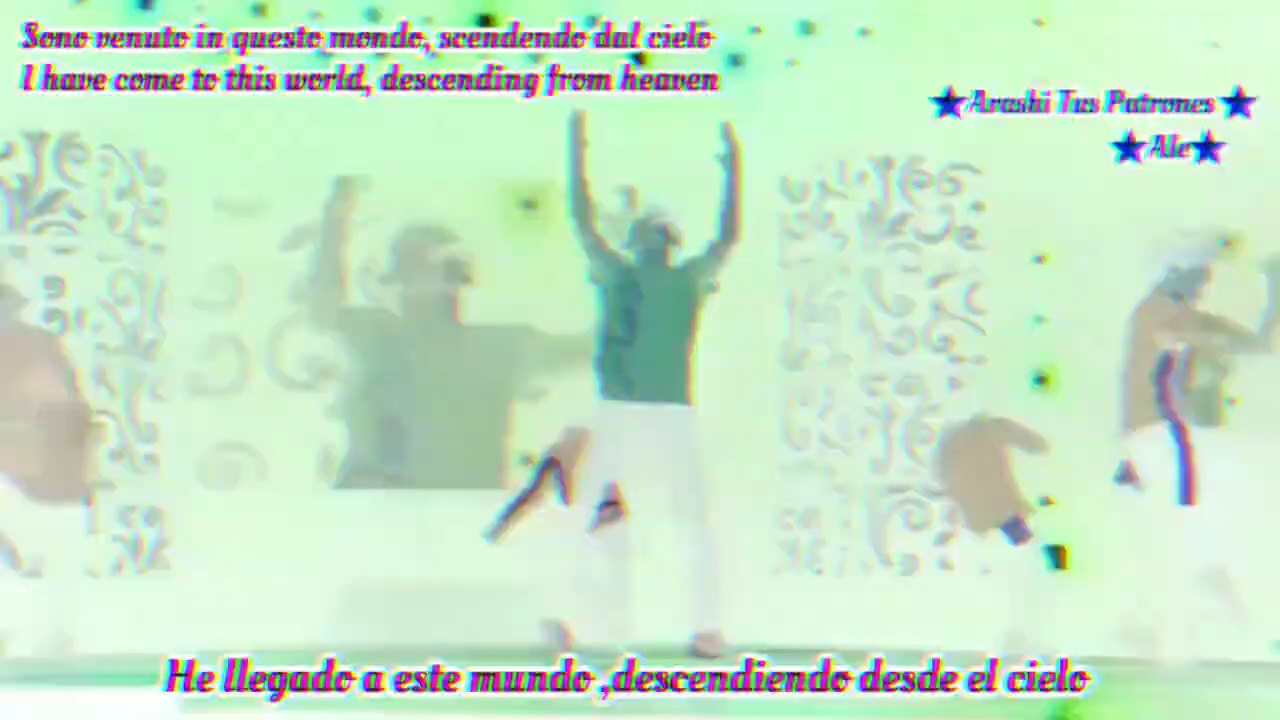 Sono venuto in questo mondo, scendendo dal cielo
I have come to this world, descending from heaven
★Arashi Tus Patrones★
★Ale★
He llegado a este mundo ,descendiendo desde el cielo